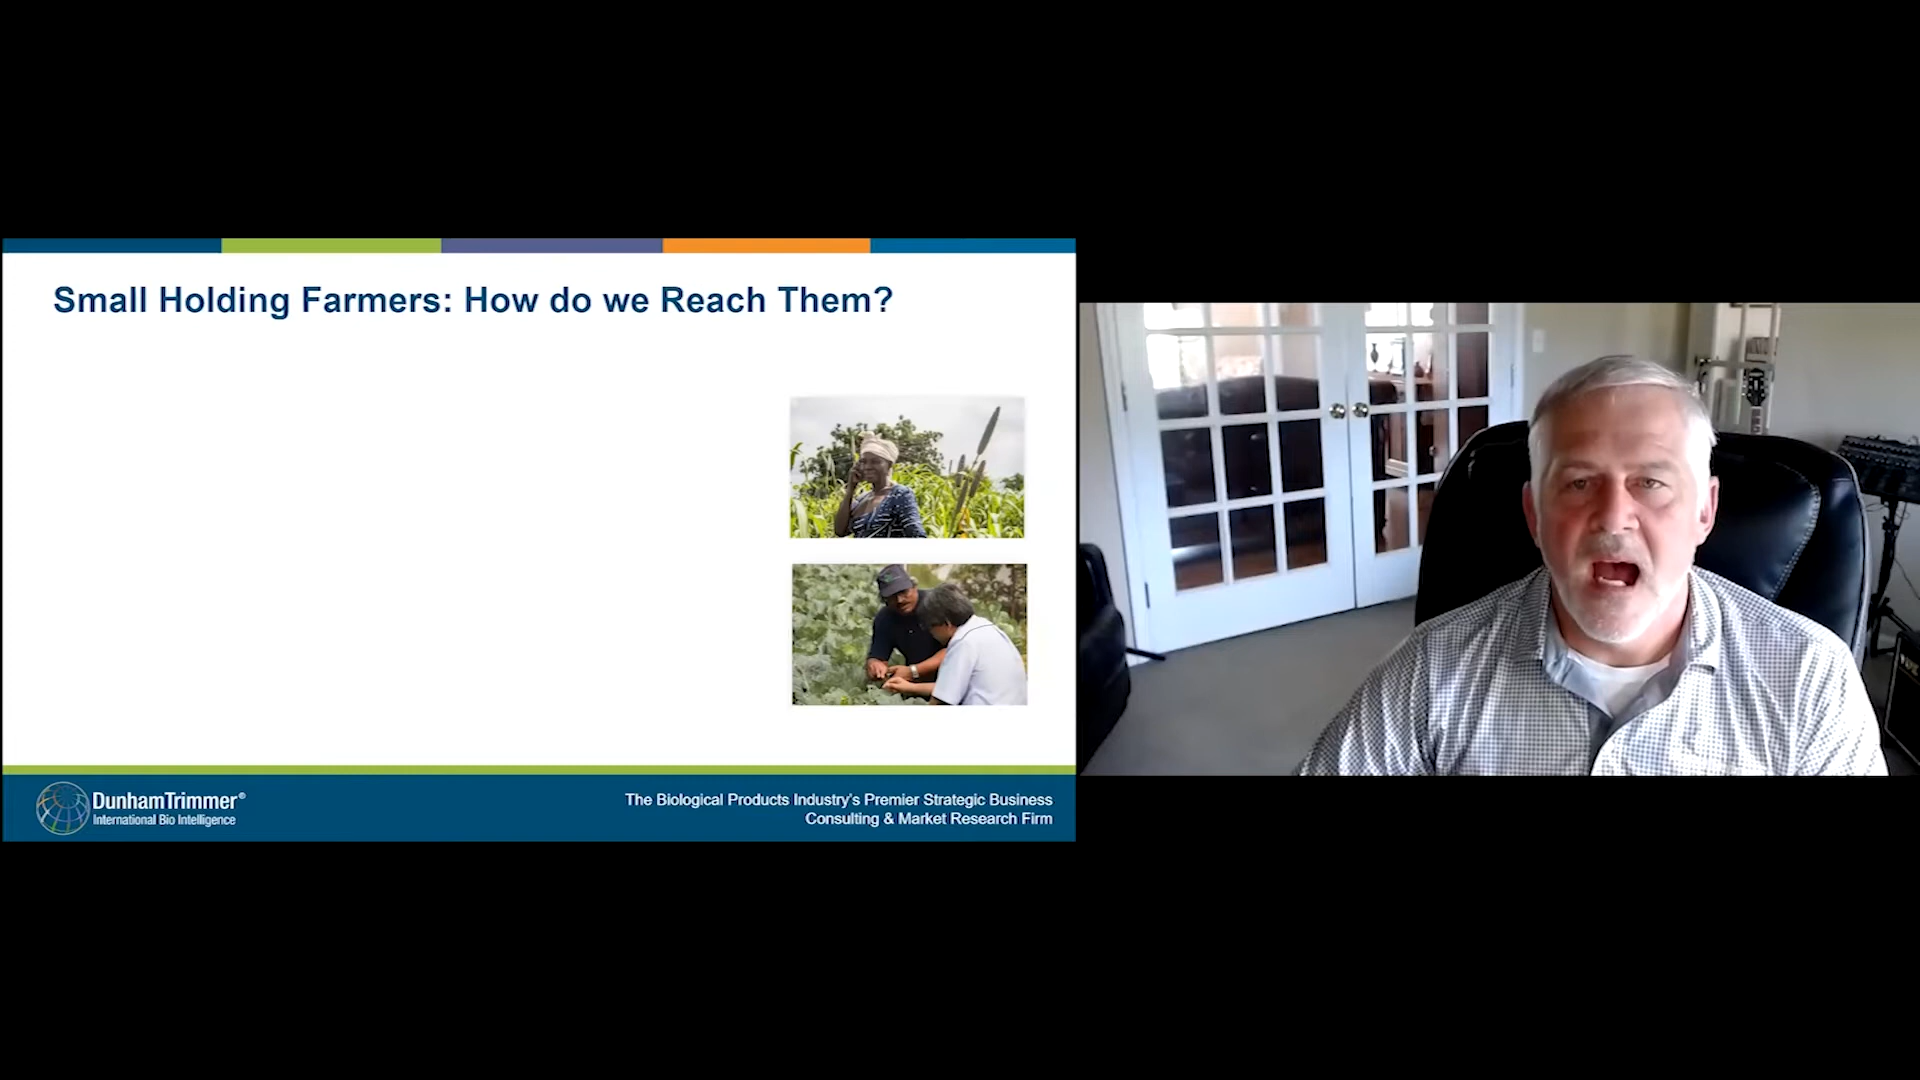 Small Holding Farmers: How do we Reach Them?
DunhamTrimmer®
International Bio Intelligence
The Biological Products Industry's Premier Strategic Business
Consulting & Market Research Firm